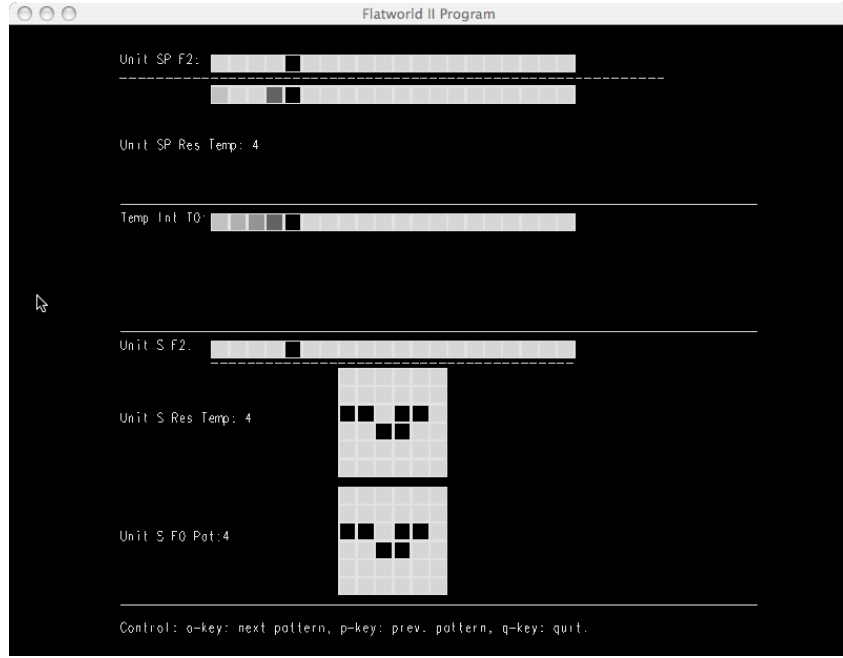 Flatworld II Program
Unit SP F2:
Unit SP Res Temp: 4
Temp Int T0:
Unit S F2:
Unit S Res Temp: 4
Unit S F0 Pat:4
Control: o-key: next pattern, p-key: prev. pattern, q-key: quit.